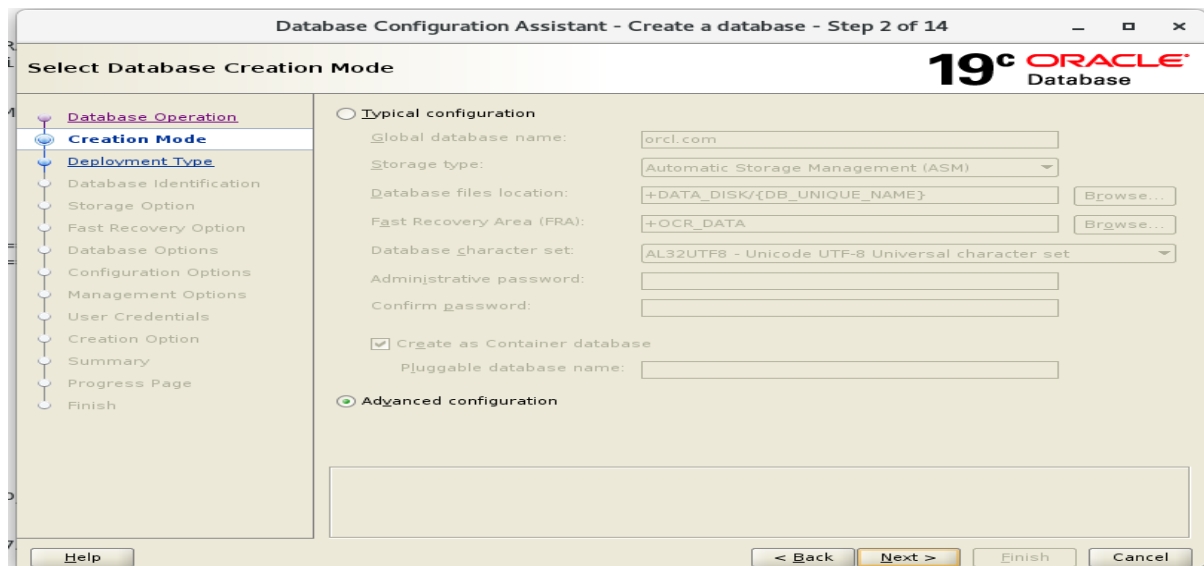 Database Configuration Assistant - Create a database - Step 2 of 14
Select Database Creation Mode
19c ORACLE
Database
Database Operation
Creation Mode
Deployment Type
Database Identification
Storage Option
Fast Recovery Option
Database Options
Configuration Options
Management Options
User Credentials
Creation Option
Summary
Progress Page
Finish
Typical configuration
Global database name: orcl.com
Storage type: Automatic Storage Management (ASM)
Database files location: +DATA_DISK/{DB_UNIQUE_NAME} Browse...
Fast Recovery Area (FRA): +OCR_DATA Browse...
Database character set: AL32UTF8 - Unicode UTF-8 Universal character set
Administrative password:
Confirm password:
Create as Container database
Pluggable database name:
Advanced configuration
Help < Back Next > Finish Cancel